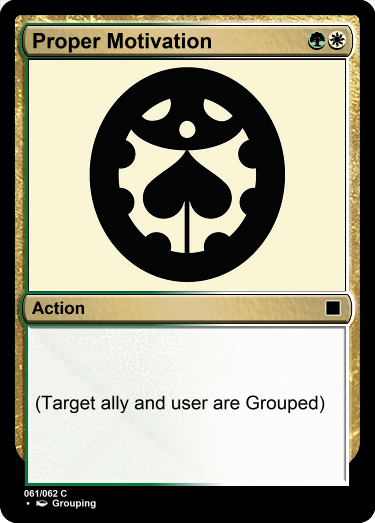 Proper Motivation
Action
(Target ally and user are Grouped)
061/062 C
• Grouping